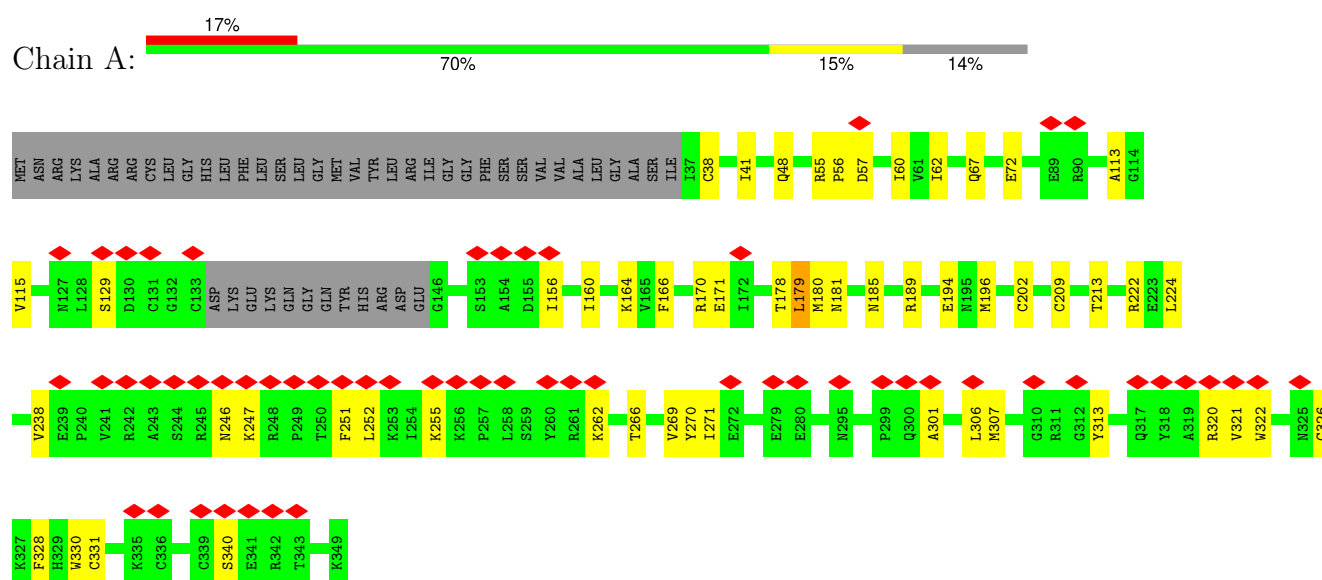 17%
Chain A:
70% 15% 14%
MET ASN ARG LYS ALA ARG ARG CYS LEU GLY HIS LEU PHE LEU SER LEU GLY MET VAL TYR LEU ARG ILE GLY GLY PHE SER SER VAL VAL ALA LEU GLY ALA SER ILE I37 C38 I41 Q48 R55 P56 D57 I60 V61 I62 Q67 E72 E89 R90 A113 G114
V115 N127 L128 S129 D130 C131 G132 C133 ASP LYS GLU LYS GLN GLY GLN TYR HIS ARG ASP GLU G146 S153 A154 D155 I156 I160 K164 V165 F166 R170 E171 I172 T178 L179 M180 N181 N185 R189 E194 N195 M196 C202 C209 T213 R222 E223 L224
V238 E239 P240 V241 R242 A243 S244 R245 N246 K247 R248 P249 T250 F251 L252 K253 I254 K255 K256 P257 L258 S259 Y260 R261 K262 T266 V269 Y270 I271 E272 E279 E280 N295 P299 Q300 A301 L306 M307 G310 R311 G312 Y313 Q317 Y318 A319 R320 V321 W322 N325 C326
K327 F328 H329 W330 C331 K335 C336 C339 S340 E341 R342 T343 K349